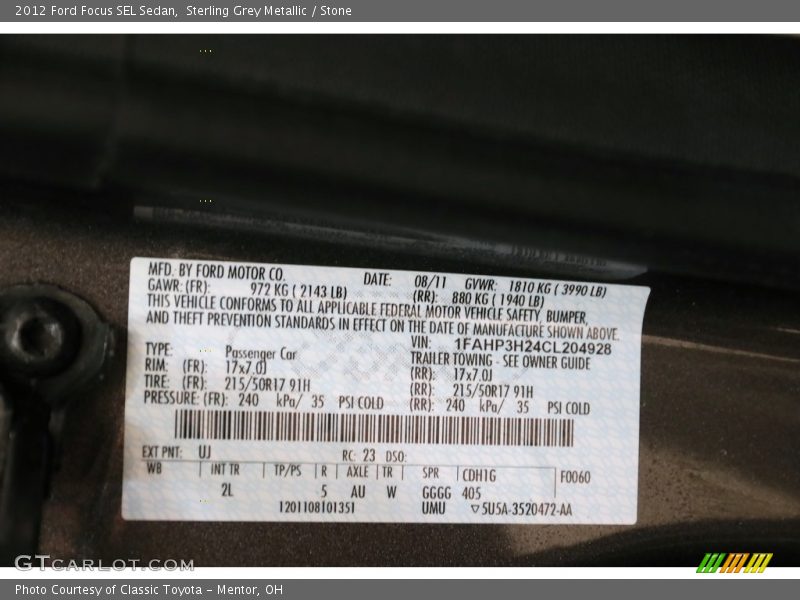 2012 Ford Focus SEL Sedan,  Sterling Grey Metallic / Stone
MFD. BY FORD MOTOR CO. DATE: 08/11 GVWR: 1810 KG ( 3990 LB)
GAWR: (FR): 972 KG ( 2143 LB) (RR): 880 KG ( 1940 LB)
THIS VEHICLE CONFORMS TO ALL APPLICABLE FEDERAL MOTOR VEHICLE SAFETY, BUMPER,
AND THEFT PREVENTION STANDARDS IN EFFECT ON THE DATE OF MANUFACTURE SHOWN ABOVE.
VIN: 1FAHP3H24CL204928
TYPE: Passenger Car TRAILER TOWING - SEE OWNER GUIDE
RIM: (FR): 17x7.0J (RR): 17x7.0J
TIRE: (FR): 215/50R17 91H (RR): 215/50R17 91H
PRESSURE: (FR): 240 kPa/ 35 PSI COLD (RR): 240 kPa/ 35 PSI COLD
EXT PNT: UJ RC: 23 DSO:
WB INT TR TP/PS R AXLE TR SPR CDH1G F0060
2L 5 AU W GGGG 405
1201108101351 UMU ▽5U5A-3520472-AA
GTCARLOT.COM
Photo Courtesy of Classic Toyota - Mentor, OH